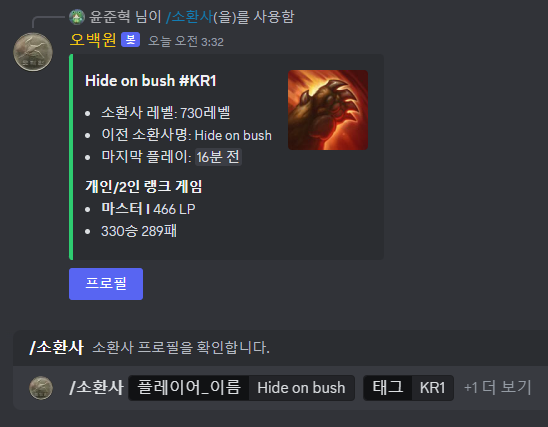 윤준혁 님이 /소환사(을)를 사용함
오백원 봇 오늘 오전 3:32
Hide on bush #KR1
• 소환사 레벨: 730레벨
• 이전 소환사명: Hide on bush
• 마지막 플레이: 16분 전
개인/2인 랭크 게임
• 마스터 I 466 LP
• 330승 289패
프로필
/소환사 소환사 프로필을 확인합니다.
/소환사 플레이어_이름 Hide on bush 태그 KR1 +1 더 보기